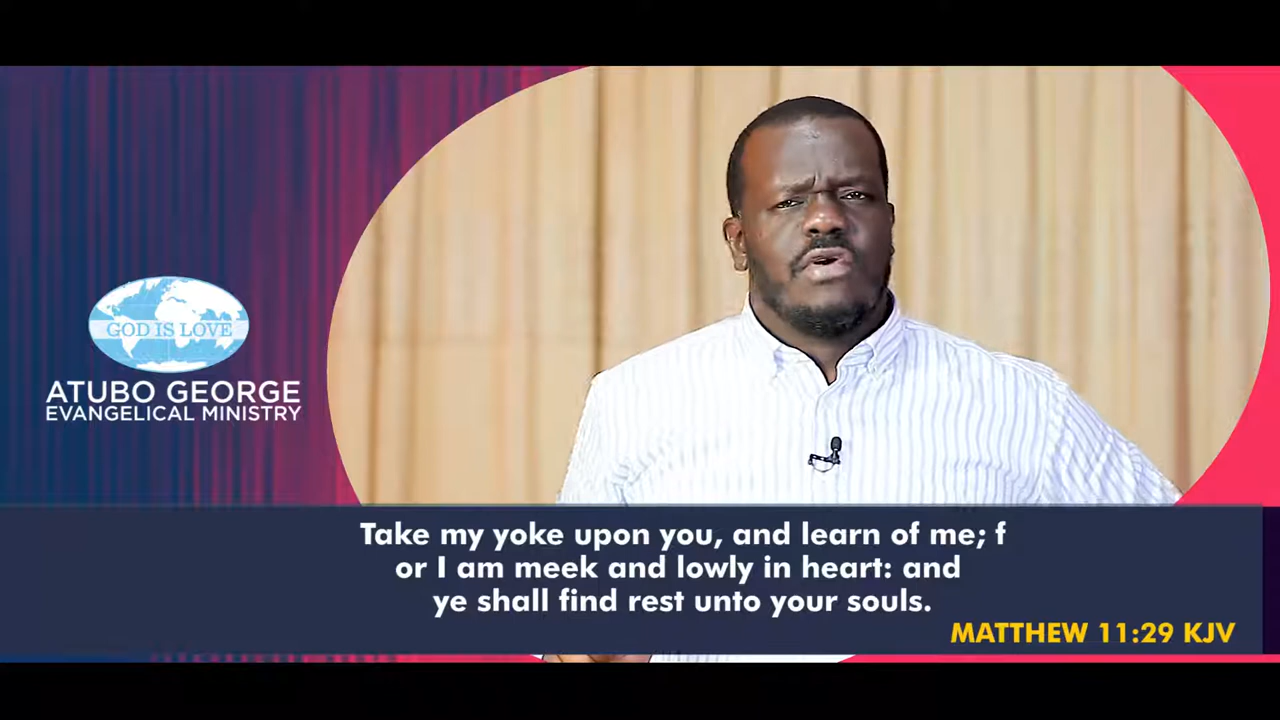 GOD IS LOVE
ATUBO GEORGE
EVANGELICAL MINISTRY
Take my yoke upon you, and learn of me; f
or I am meek and lowly in heart: and
ye shall find rest unto your souls.
MATTHEW 11:29 KJV